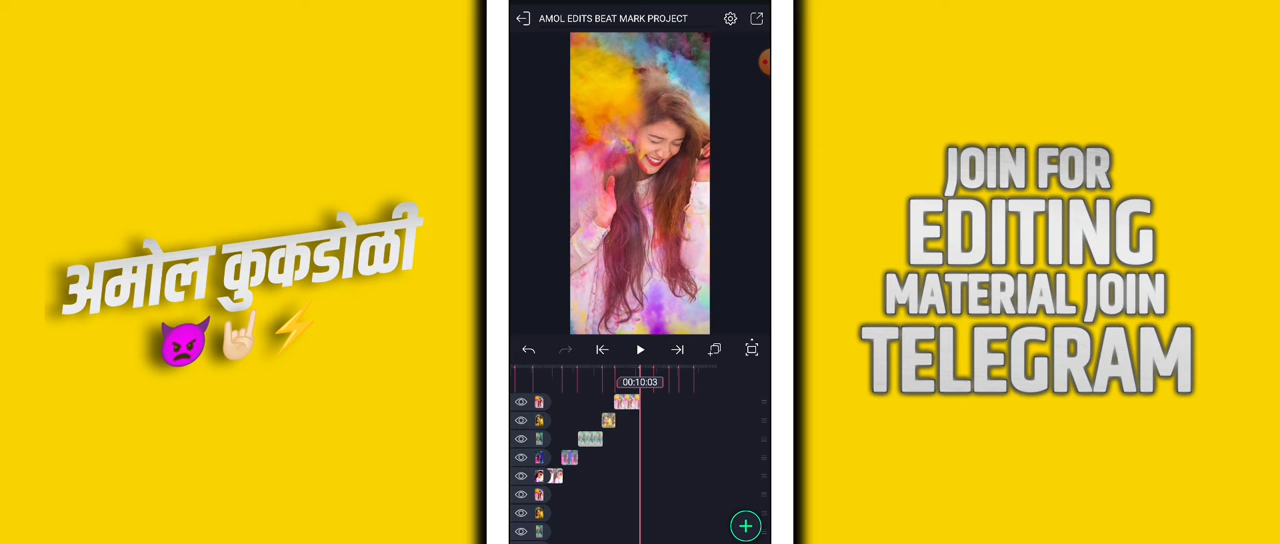 अमोल कुकडोळी
AMOL EDITS BEAT MARK PROJECT
00:10:03
JOIN FOR
EDITING
MATERIAL JOIN
TELEGRAM